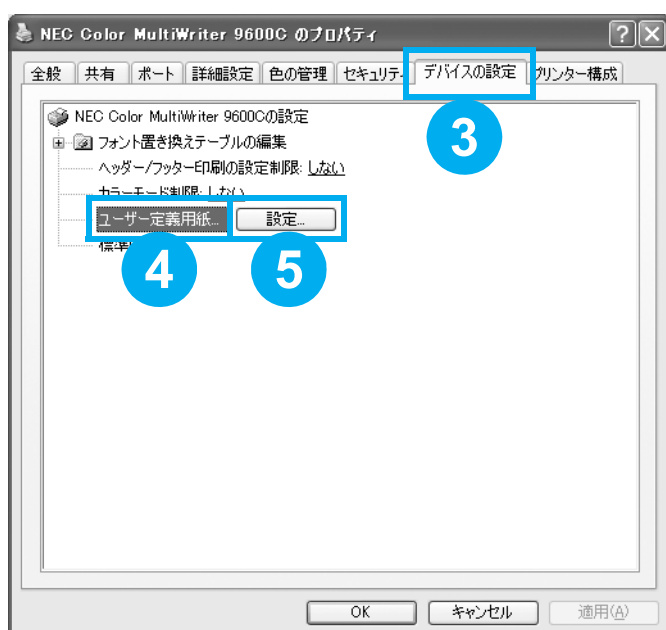 NEC Color MultiWriter 9600C のプロパティ
全般 共有 ポート 詳細設定 色の管理 セキュリティ デバイスの設定 プリンター構成
3
NEC Color MultiWriter 9600Cの設定
フォント置き換えテーブルの編集
ヘッダー/フッター印刷の設定制限: しない
カラーモード制限: しない
ユーザー定義用紙... 設定...
標準
4 5
OK キャンセル 適用(A)